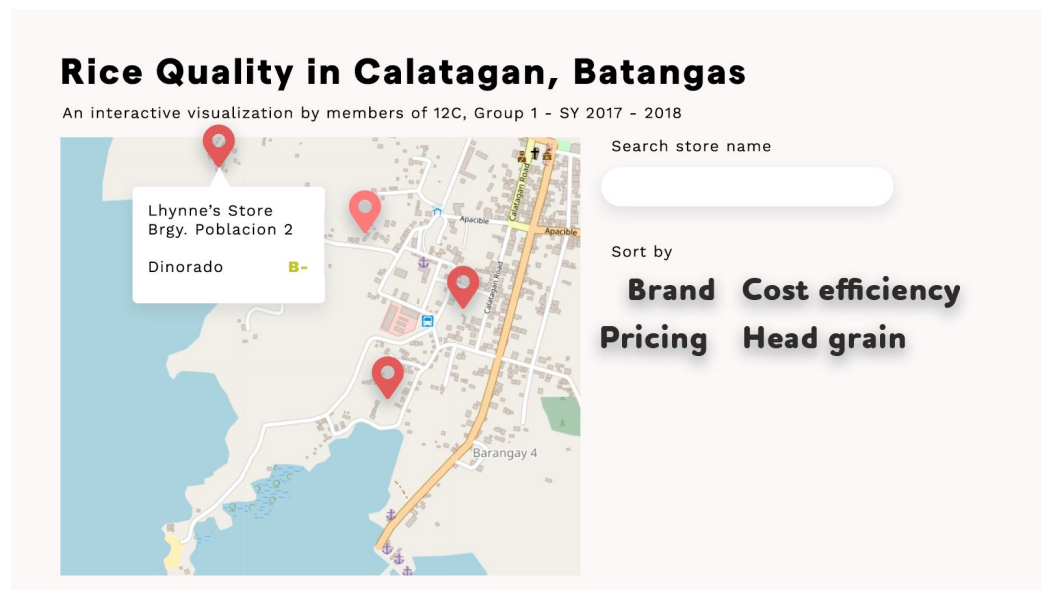 Rice Quality in Calatagan, Batangas
An interactive visualization by members of 12C, Group 1 - SY 2017 - 2018
Search store name
Lhynne’s Store
Brgy. Poblacion 2
Dinorado B-
Calatagan Road
Apacible
Apacible
Calatagan Road
Sort by
Brand Cost efficiency
Pricing Head grain
Barangay 4